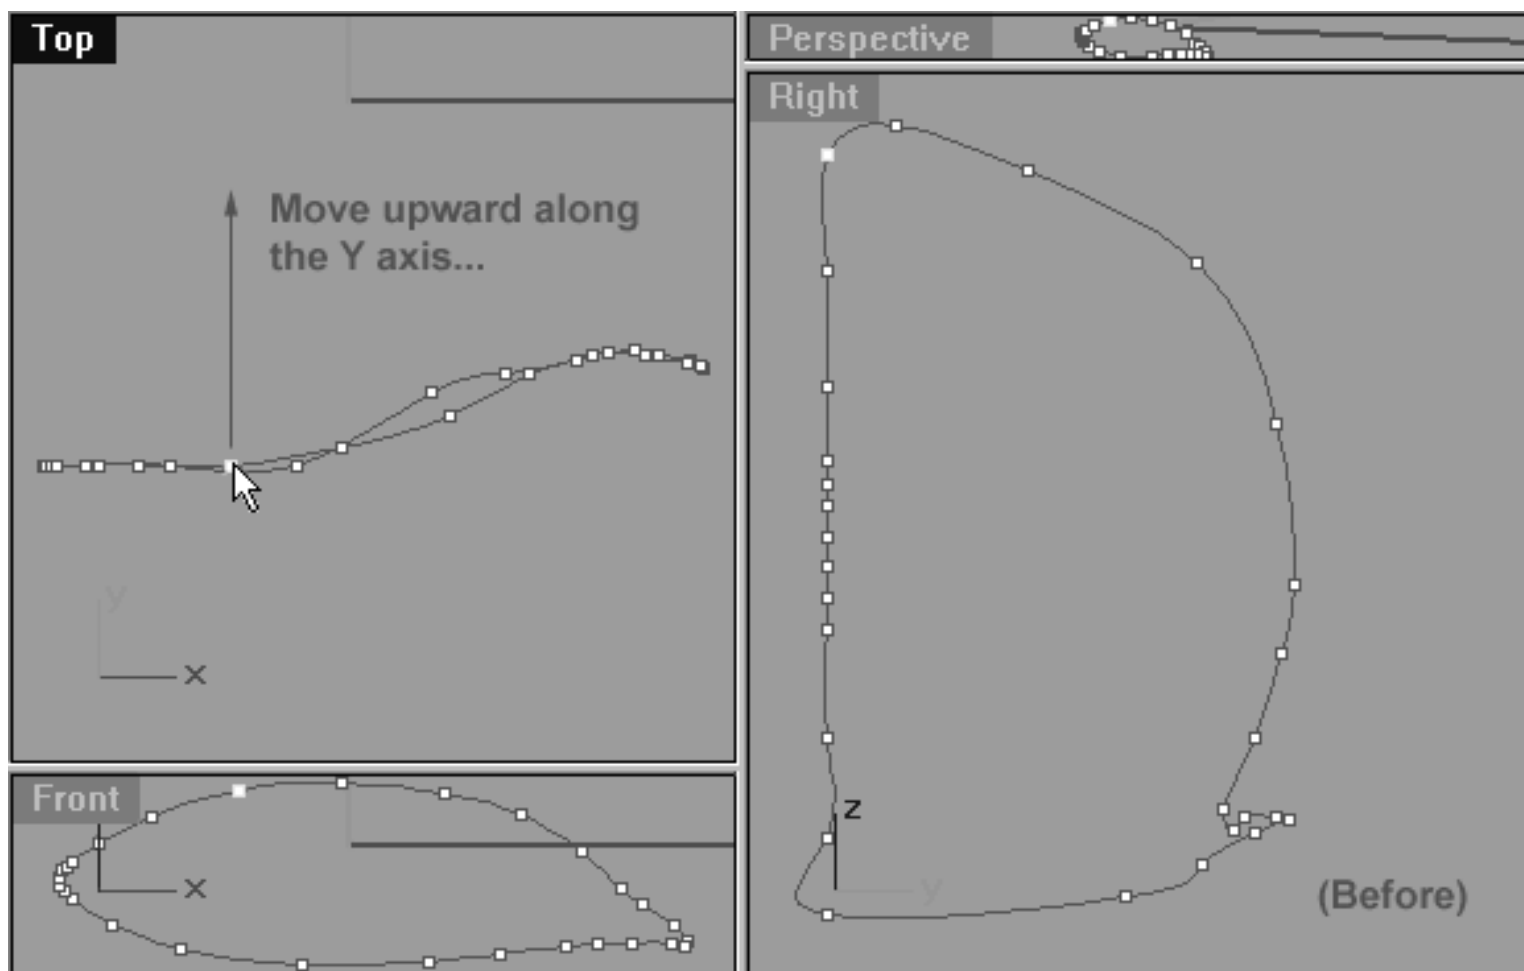 Top
Perspective
Right
Move upward along
the Y axis...
y
x
z
y
(Before)
Front
x